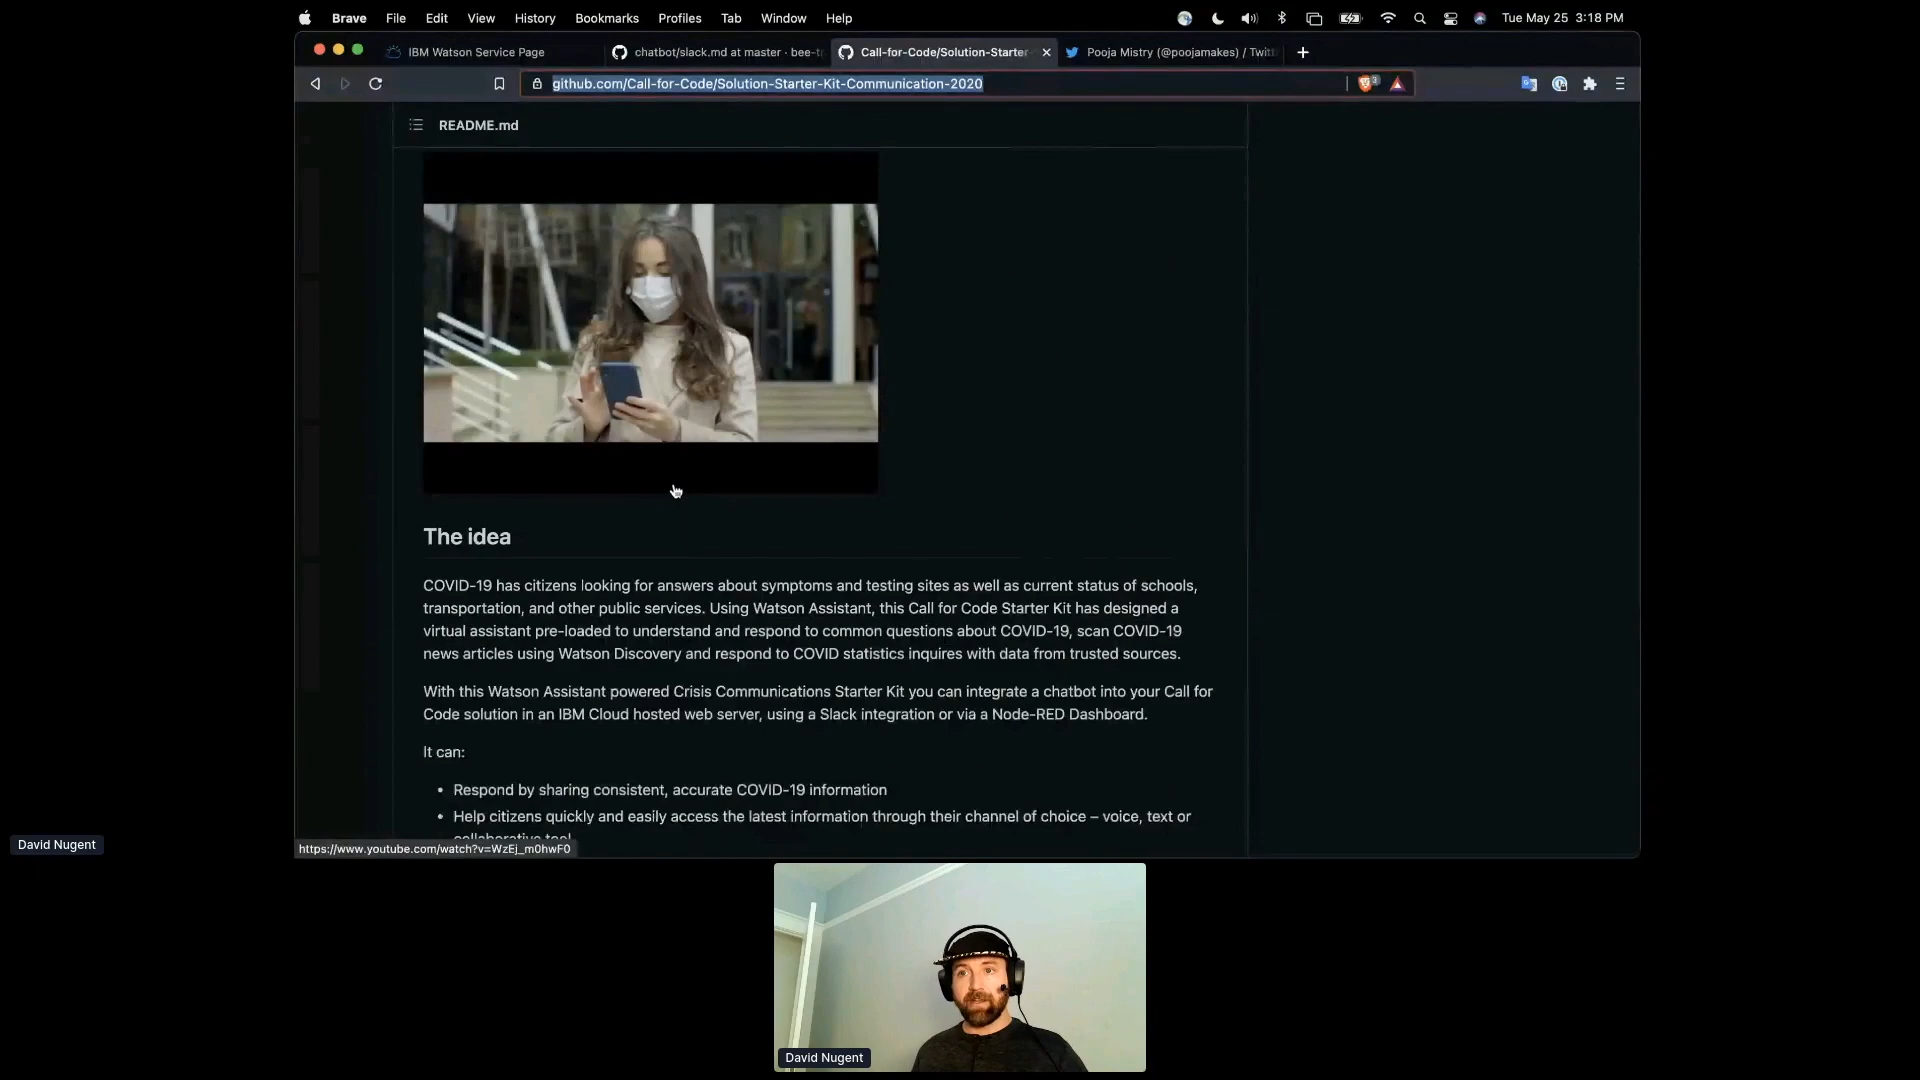 Brave File Edit View History Bookmarks Profiles Tab Window Help Tue May 25 3:18 PM
IBM Watson Service Page chatbot/slack.md at master · bee-t Call-for-Code/Solution-Starter- Pooja Mistry (@poojamakes) / Twitt
github.com/Call-for-Code/Solution-Starter-Kit-Communication-2020 3
README.md
The idea
COVID-19 has citizens looking for answers about symptoms and testing sites as well as current status of schools,
transportation, and other public services. Using Watson Assistant, this Call for Code Starter Kit has designed a
virtual assistant pre-loaded to understand and respond to common questions about COVID-19, scan COVID-19
news articles using Watson Discovery and respond to COVID statistics inquires with data from trusted sources.
With this Watson Assistant powered Crisis Communications Starter Kit you can integrate a chatbot into your Call for
Code solution in an IBM Cloud hosted web server, using a Slack integration or via a Node-RED Dashboard.
It can:
• Respond by sharing consistent, accurate COVID-19 information
• Help citizens quickly and easily access the latest information through their channel of choice – voice, text or
collaborative tool
https://www.youtube.com/watch?v=WzEj_m0hwF0
David Nugent
David Nugent